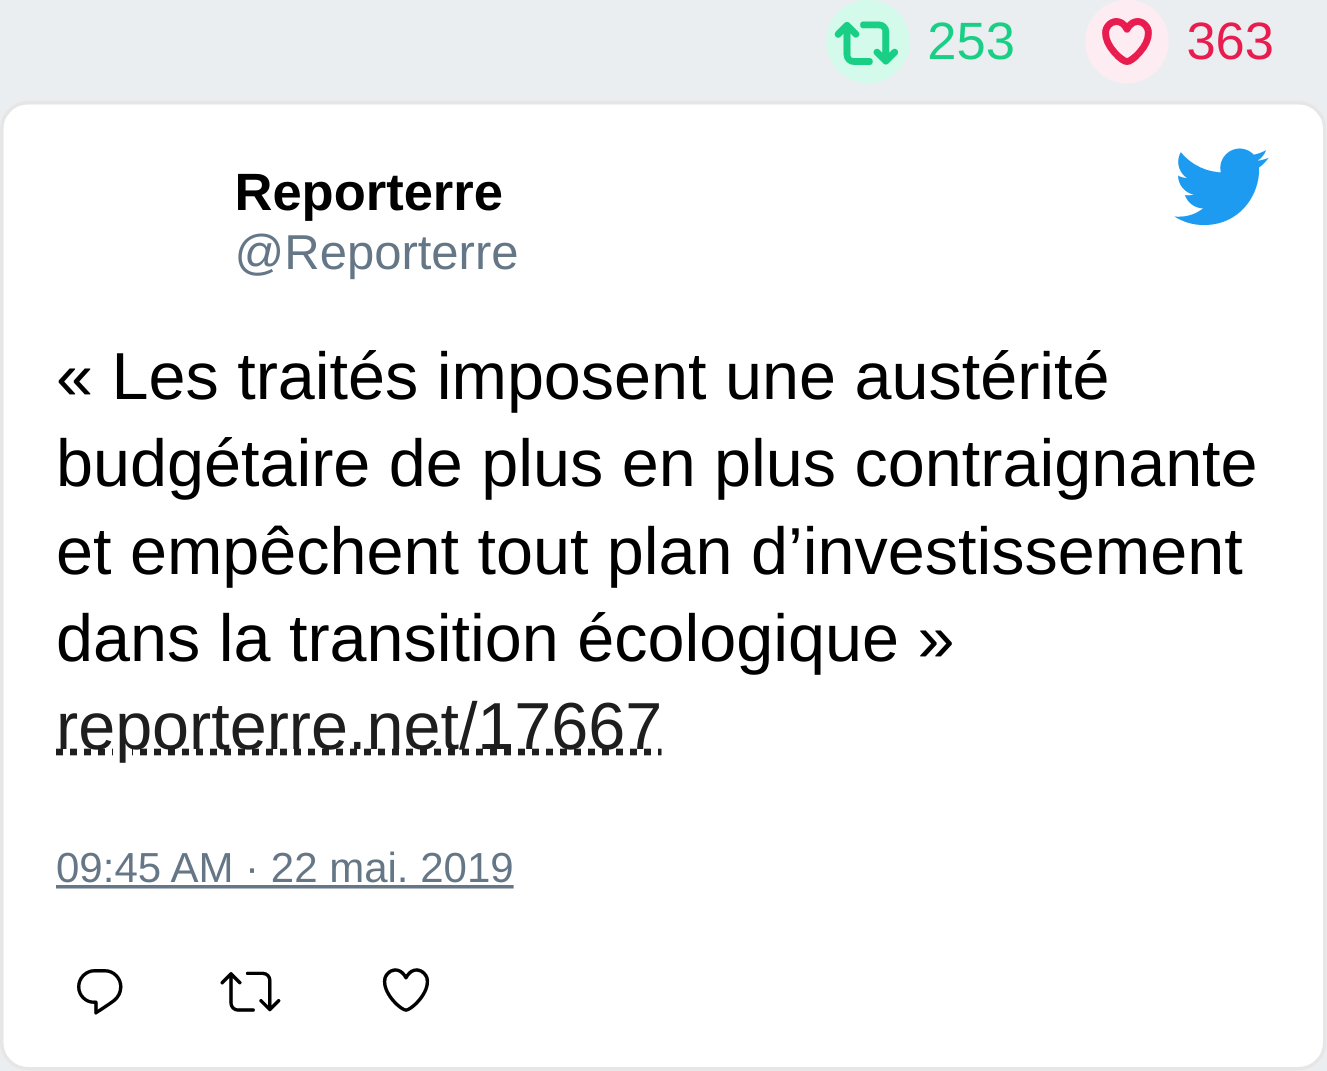 253 363
Reporterre
@Reporterre
« Les traités imposent une austérité
budgétaire de plus en plus contraignante
et empêchent tout plan d’investissement
dans la transition écologique »
reporterre.net/17667
09:45 AM · 22 mai. 2019